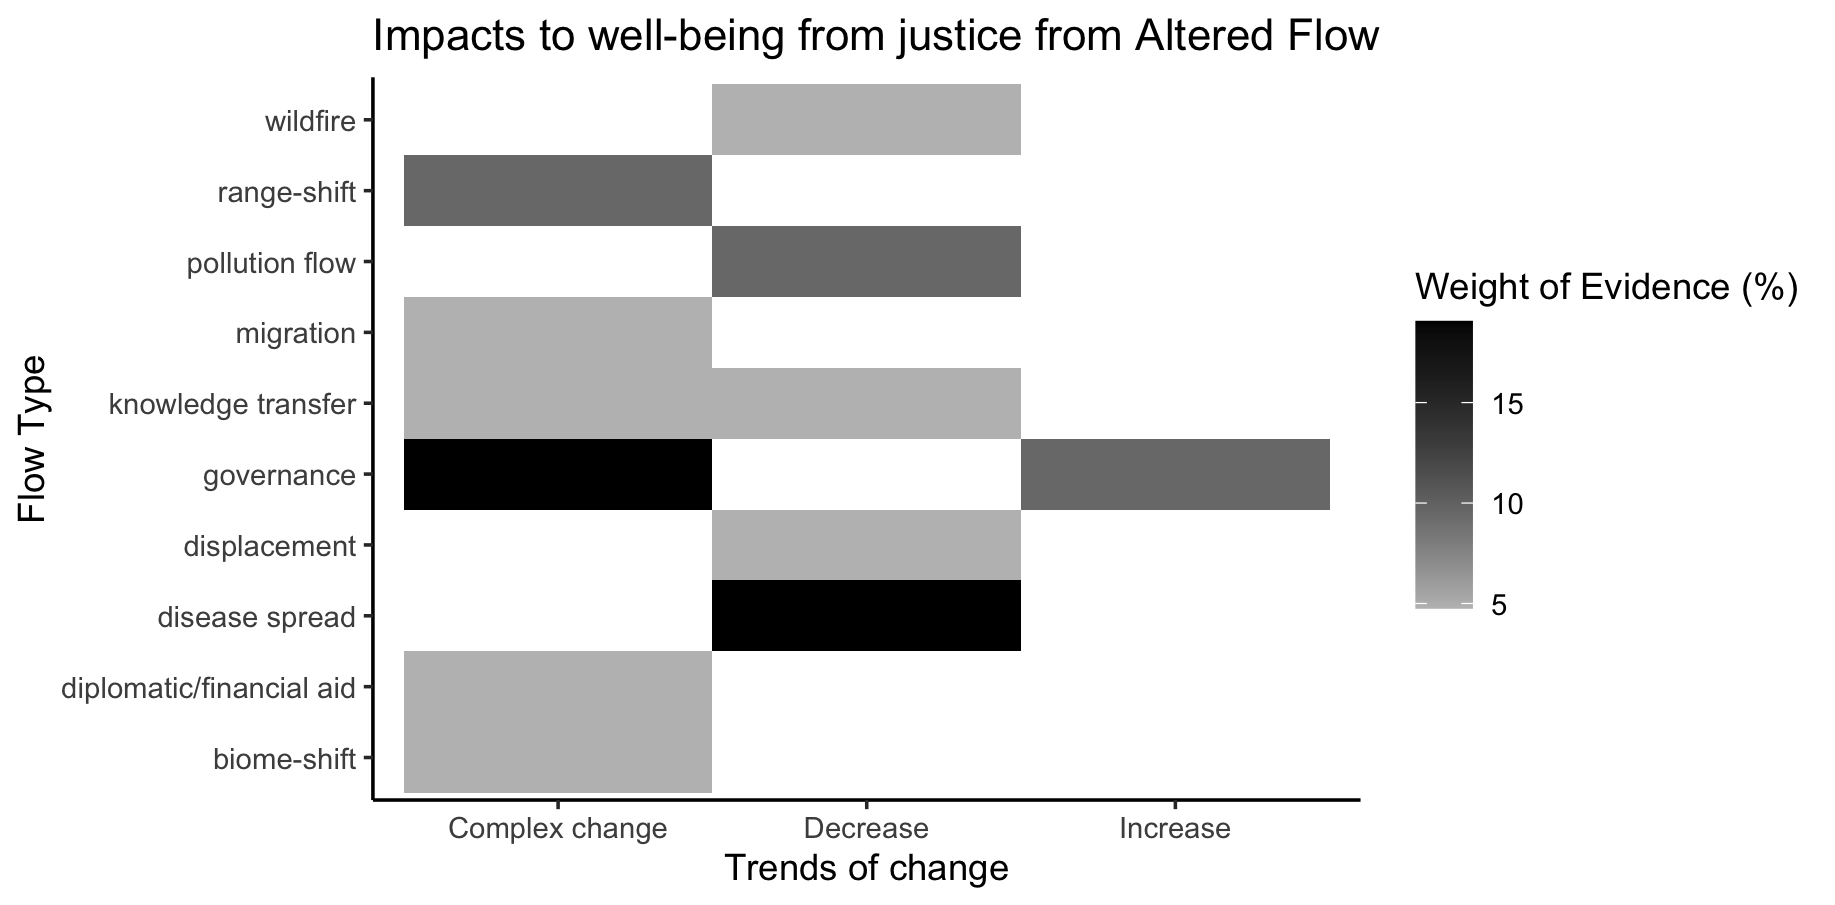 Impacts to well-being from justice from Altered Flow
Flow Type
wildfire
range-shift
pollution flow
migration
knowledge transfer
governance
displacement
disease spread
diplomatic/financial aid
biome-shift
Complex change
Decrease
Increase
Trends of change
Weight of Evidence (%)
15
10
5